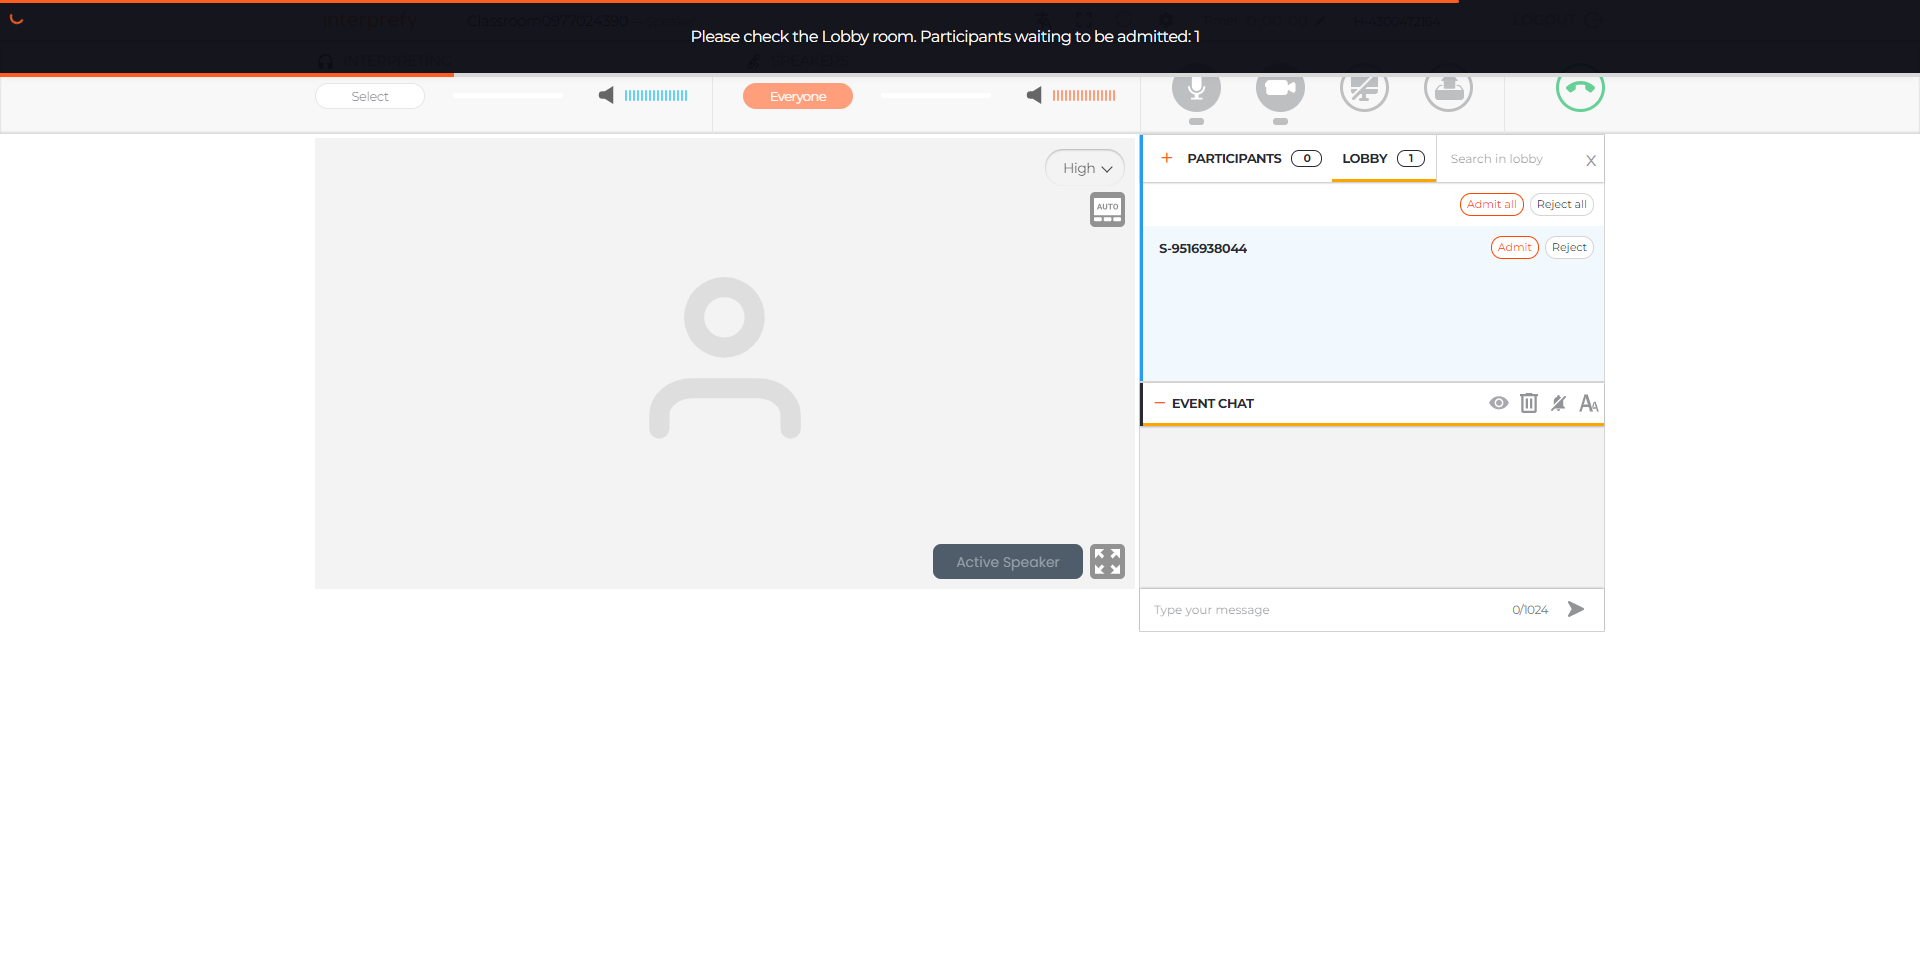 interprefy
Please check the Lobby room. Participants waiting to be admitted: 1
Select
Everyone
High
AUTO
Active Speaker
+ PARTICIPANTS 0
LOBBY 1
Search in lobby
X
Admit all
Reject all
S-9516938044
Admit
Reject
EVENT CHAT
Type your message
0/1024